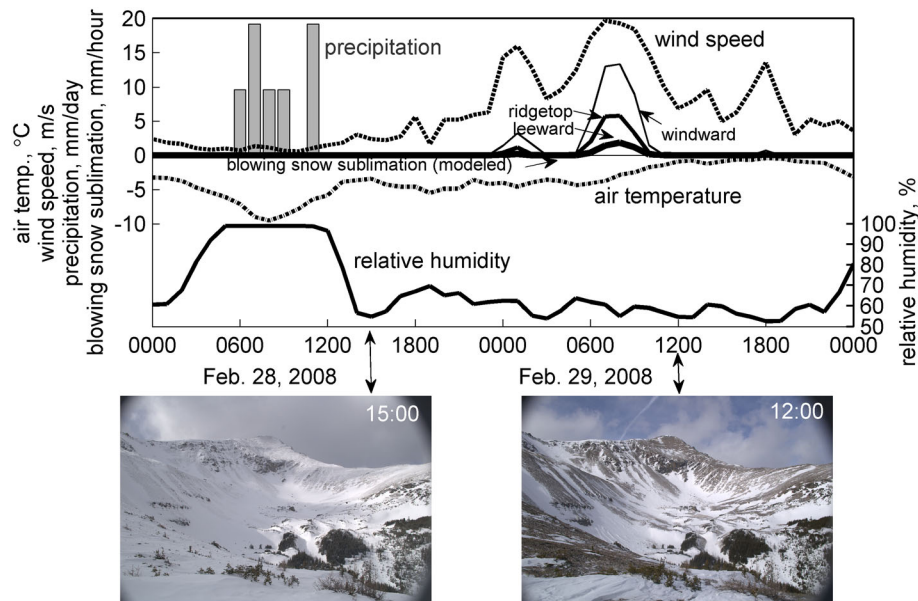 20
15
10
5
0
-5
-10
air temp., °C
wind speed, m/s
precipitation, mm/day
blowing snow sublimation, mm/hour
precipitation
wind speed
ridgetop
leeward
windward
blowing snow sublimation (modeled)
air temperature
relative humidity
100
90
80
70
60
50
relative humidity, %
0000 0600 1200 1800 0000 0600 1200 1800 0000
Feb. 28, 2008 Feb. 29, 2008
15:00 12:00